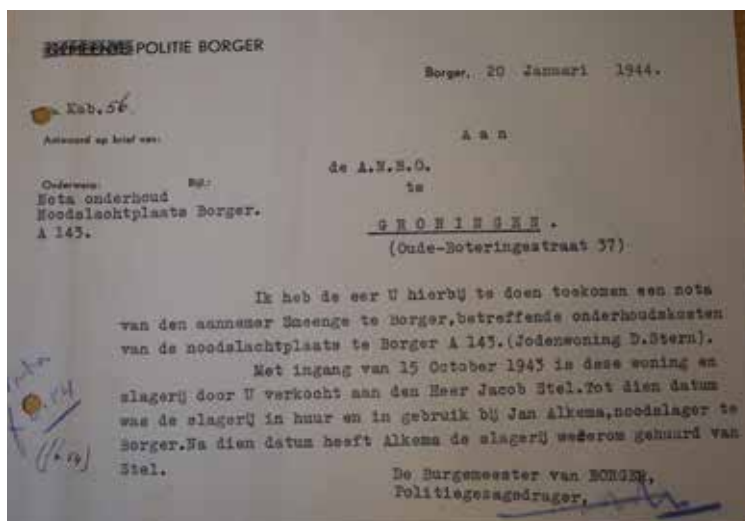 GEMEENTE POLITIE BORGER
Borger, 20 Januari 1944.
Kab. 56
Antwoord op brief van:
Aan
de A.N.B.O.
te
Onderwerp: Bijl.:
Nota onderhoud
Noodslachtplaats Borger.
A 143.
GRONINGEN.
(Oude-Boteringestraat 37)
Ik heb de eer U hierbij te doen toekomen een nota
van den aannemer Smeenge te Borger,betreffende onderhoudskosten
van de noodslachtplaats te Borger A 143.(Jodenwoning D.Stern).
Met ingang van 15 October 1943 is deze woning en
slagerij door U verkocht aan den Heer Jacob Stel.Tot dien datum
was de slagerij in huur en in gebruik bij Jan Alkema,noodslager te
Borger.Na dien datum heeft Alkema de slagerij wederom gehuurd van
Stel.
De Burgemeester van BORGER,
Politiegezagdrager,